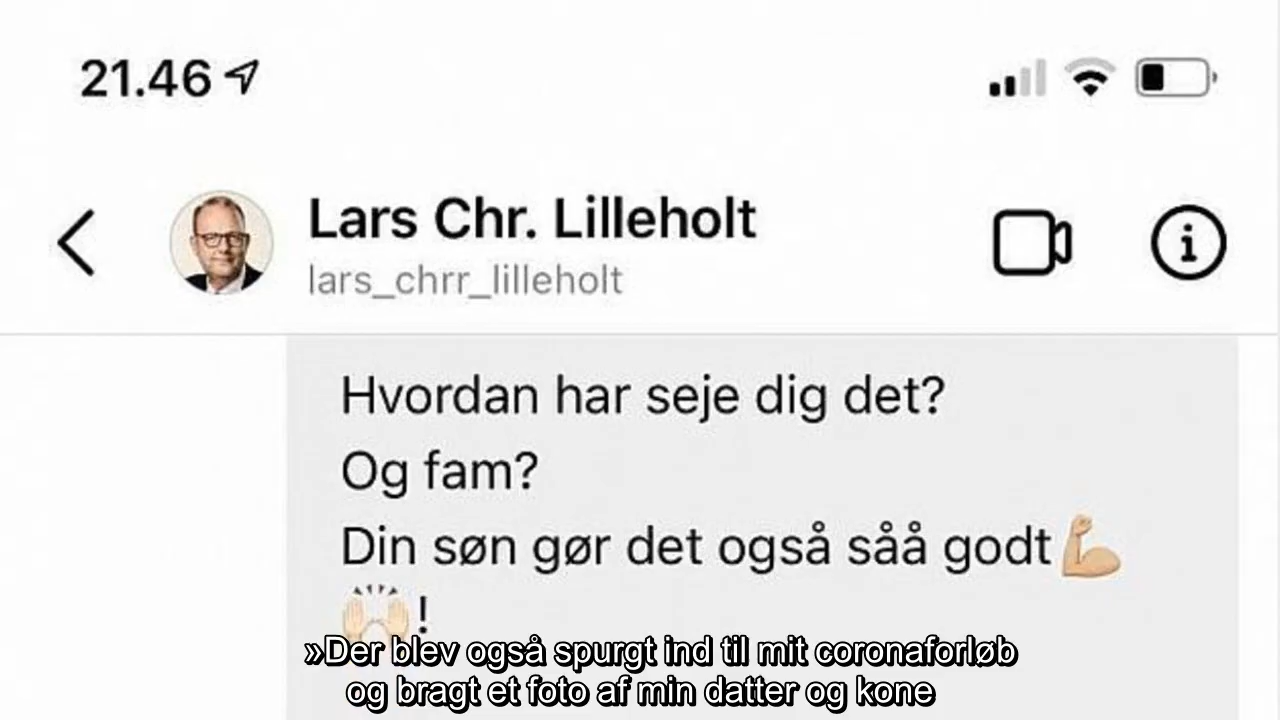 21.46
Lars Chr. Lilleholt
lars_chrr_lilleholt
Hvordan har seje dig det?
Og fam?
Din søn gør det også såå godt💪🏼
🙌🏻!
»Der blev også spurgt ind til mit coronaforløb
og bragt et foto af min datter og kone